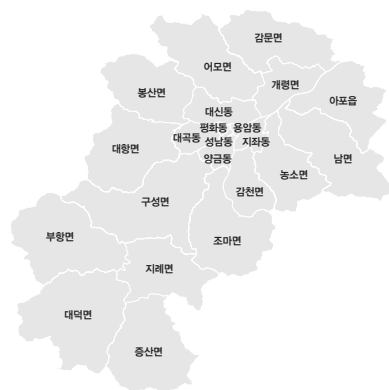 감문면
어모면
개령면
봉산면
아포읍
대신동
평화동 용암동
대곡동 성남동 지좌동
대항면
양금동
남면
농소면
감천면
구성면
부항면
조마면
지례면
대덕면
증산면